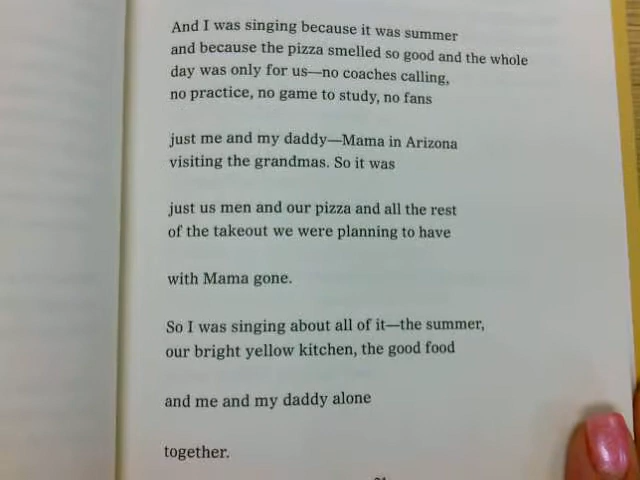 And I was singing because it was summer
and because the pizza smelled so good and the whole
day was only for us—no coaches calling,
no practice, no game to study, no fans
just me and my daddy—Mama in Arizona
visiting the grandmas. So it was
just us men and our pizza and all the rest
of the takeout we were planning to have
with Mama gone.
So I was singing about all of it—the summer,
our bright yellow kitchen, the good food
and me and my daddy alone
together.